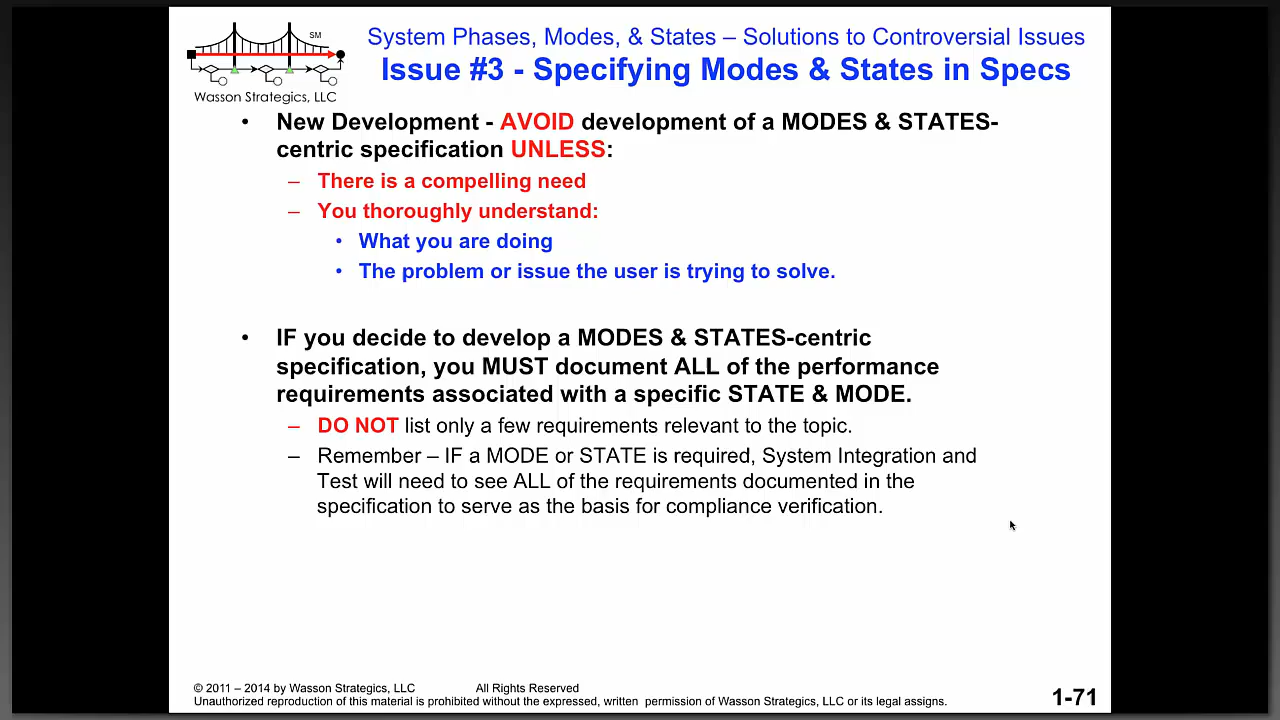 SM
Wasson Strategics, LLC
System Phases, Modes, & States – Solutions to Controversial Issues
Issue #3 - Specifying Modes & States in Specs
• New Development - AVOID development of a MODES & STATES-
centric specification UNLESS:
– There is a compelling need
– You thoroughly understand:
• What you are doing
• The problem or issue the user is trying to solve.
• IF you decide to develop a MODES & STATES-centric
specification, you MUST document ALL of the performance
requirements associated with a specific STATE & MODE.
– DO NOT list only a few requirements relevant to the topic.
– Remember – IF a MODE or STATE is required, System Integration and
Test will need to see ALL of the requirements documented in the
specification to serve as the basis for compliance verification.
© 2011 – 2014 by Wasson Strategics, LLC All Rights Reserved
Unauthorized reproduction of this material is prohibited without the expressed, written permission of Wasson Strategics, LLC or its legal assigns.
1-71